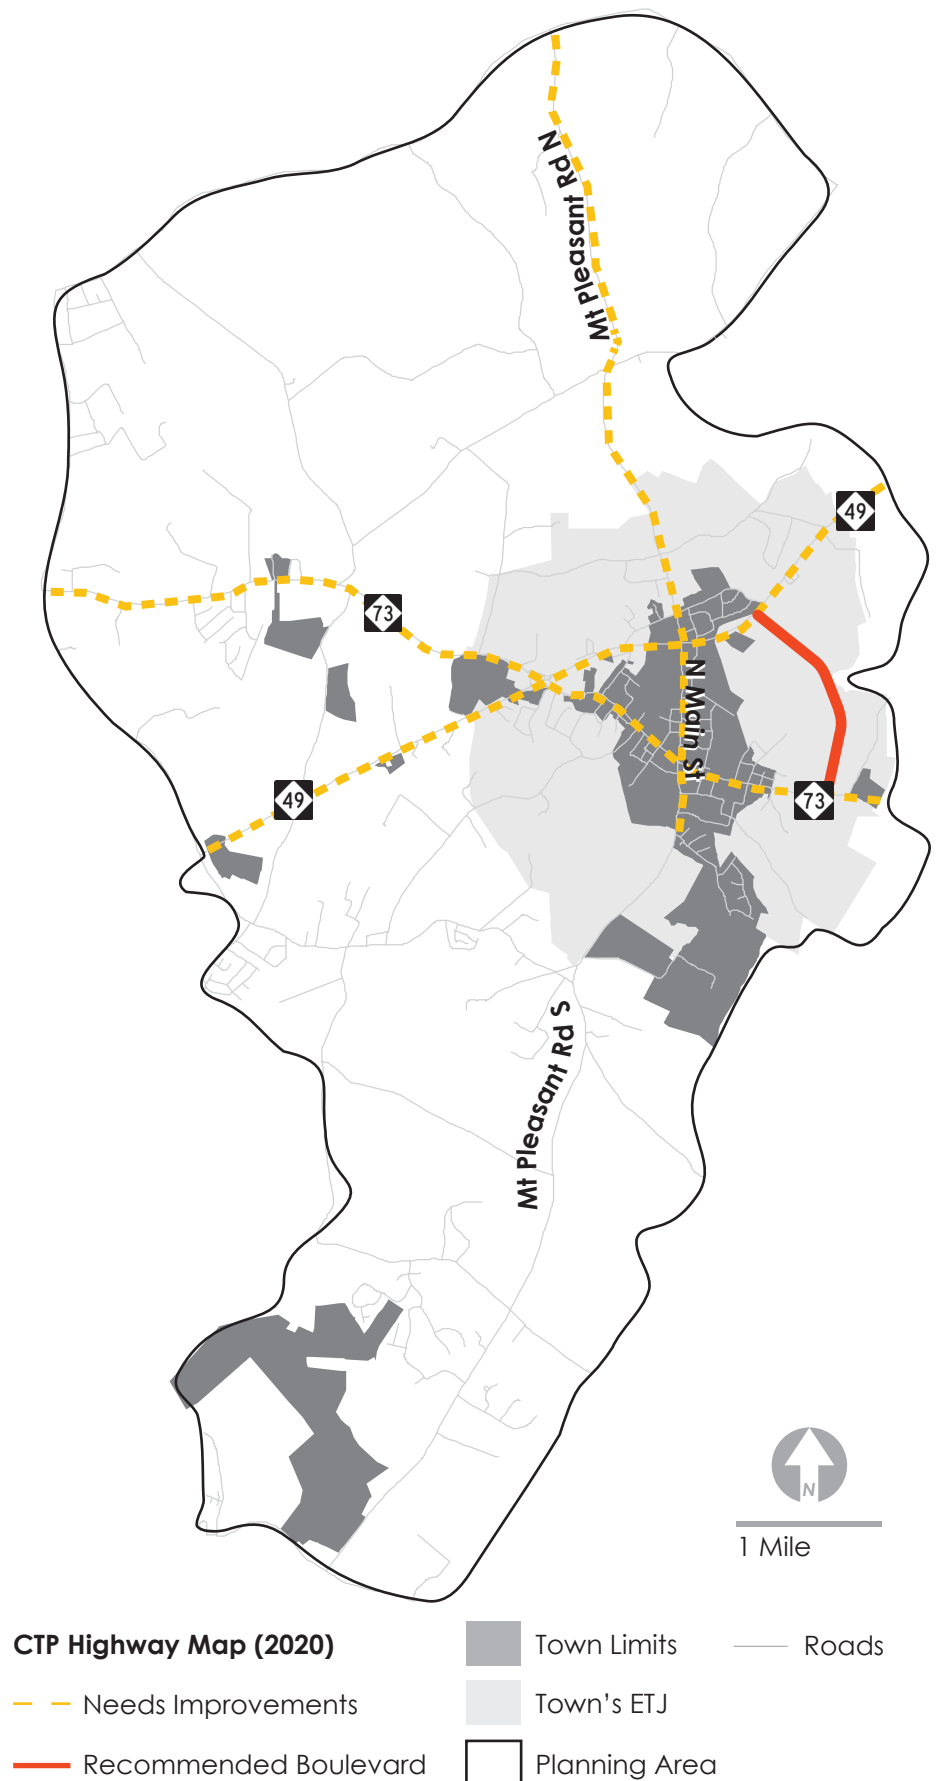 Mt Pleasant Rd N
49
73
N Main St
49
73
Mt Pleasant Rd S
N
1 Mile
CTP Highway Map (2020)
Needs Improvements
Recommended Boulevard
Town Limits
Town's ETJ
Planning Area
Roads